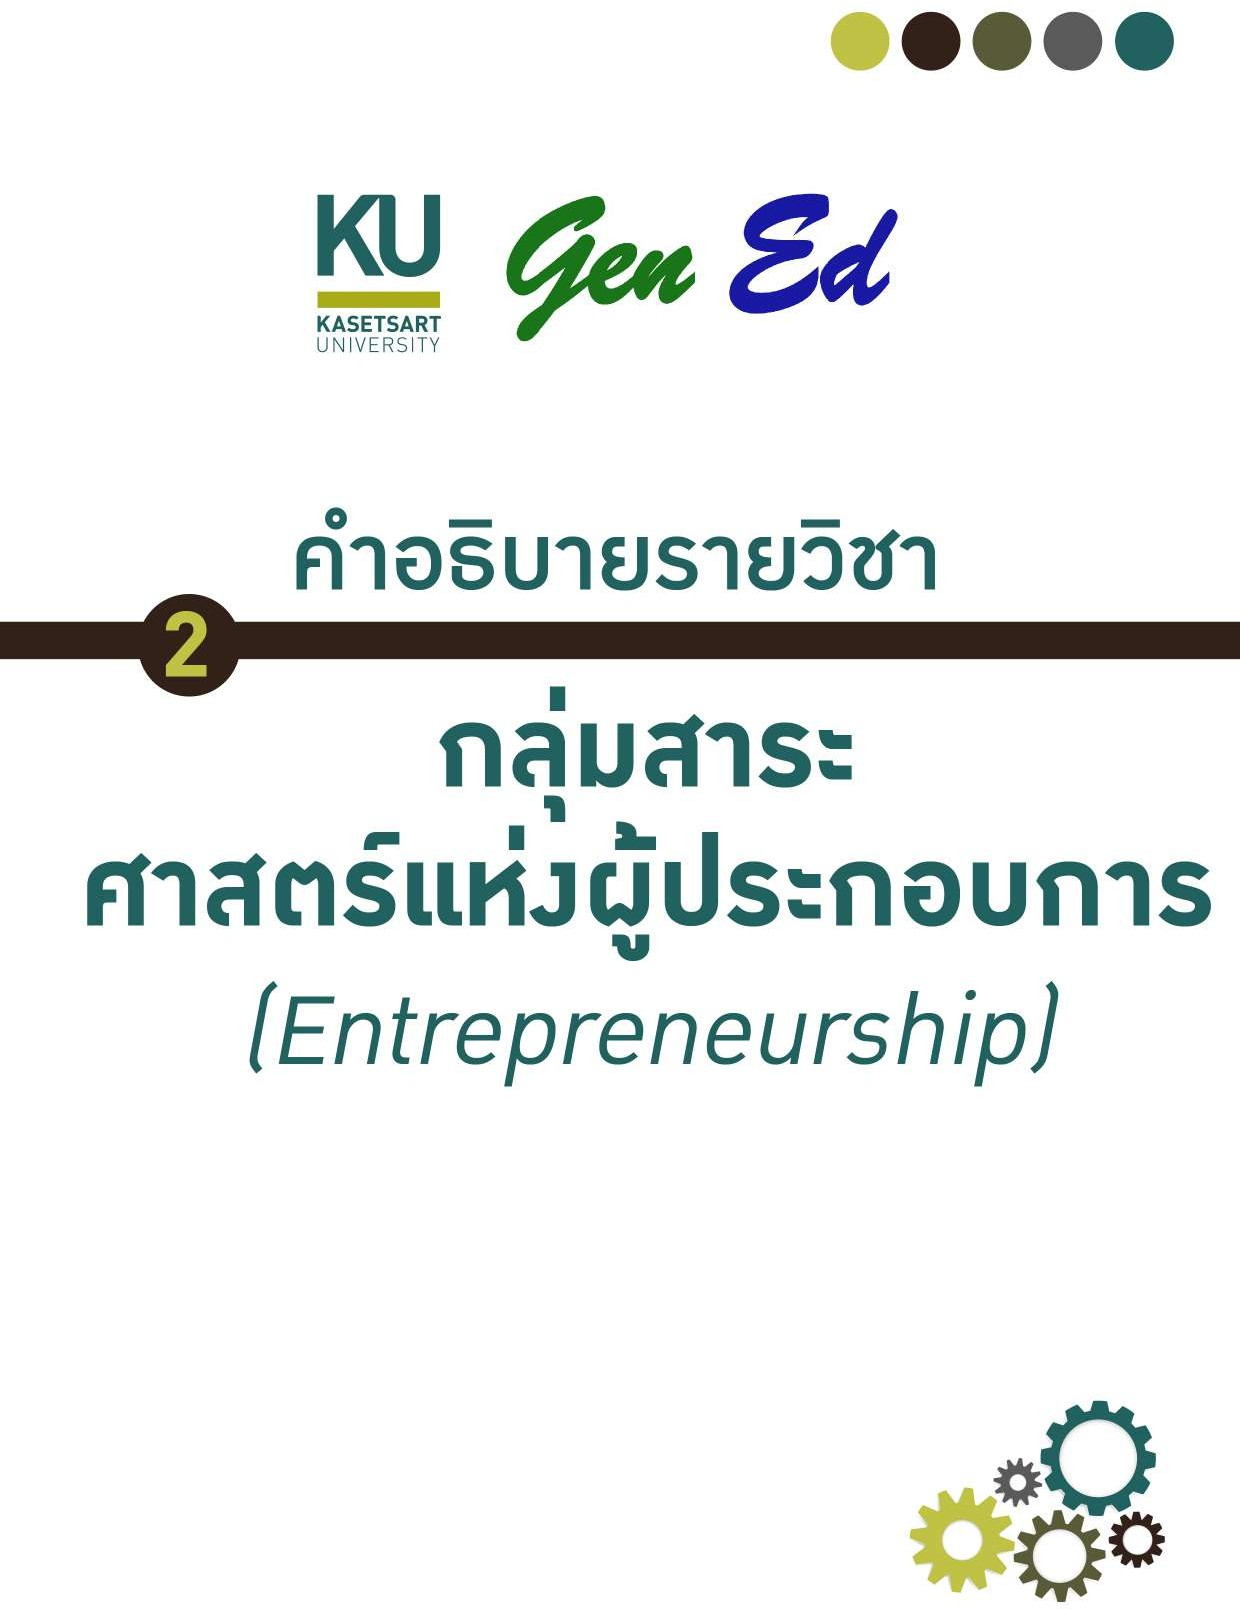 KU
KASETSART
UNIVERSITY
Gen Ed
คำอธิบายรายวิชา
2
กลุ่มสาระ
ศาสตร์แห่งผู้ประกอบการ
(Entrepreneurship)